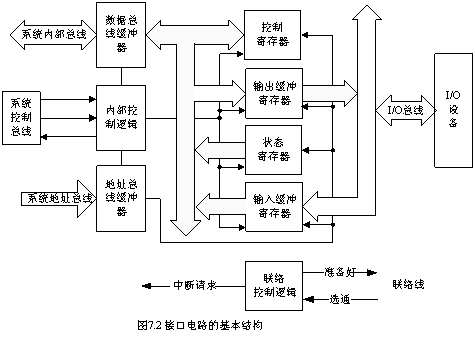 系统内部总线
数据总
线缓冲
器
控制
寄存器
系统
控制
总线
内部控
制逻辑
输出缓冲
寄存器
I/O总线
I/O
设备
状态
寄存器
系统地址总线
地址总
线缓冲
器
输入缓冲
寄存器
中断请求
联络
控制逻辑
准备好
选通
联络线
图7.2 接口电路的基本结构